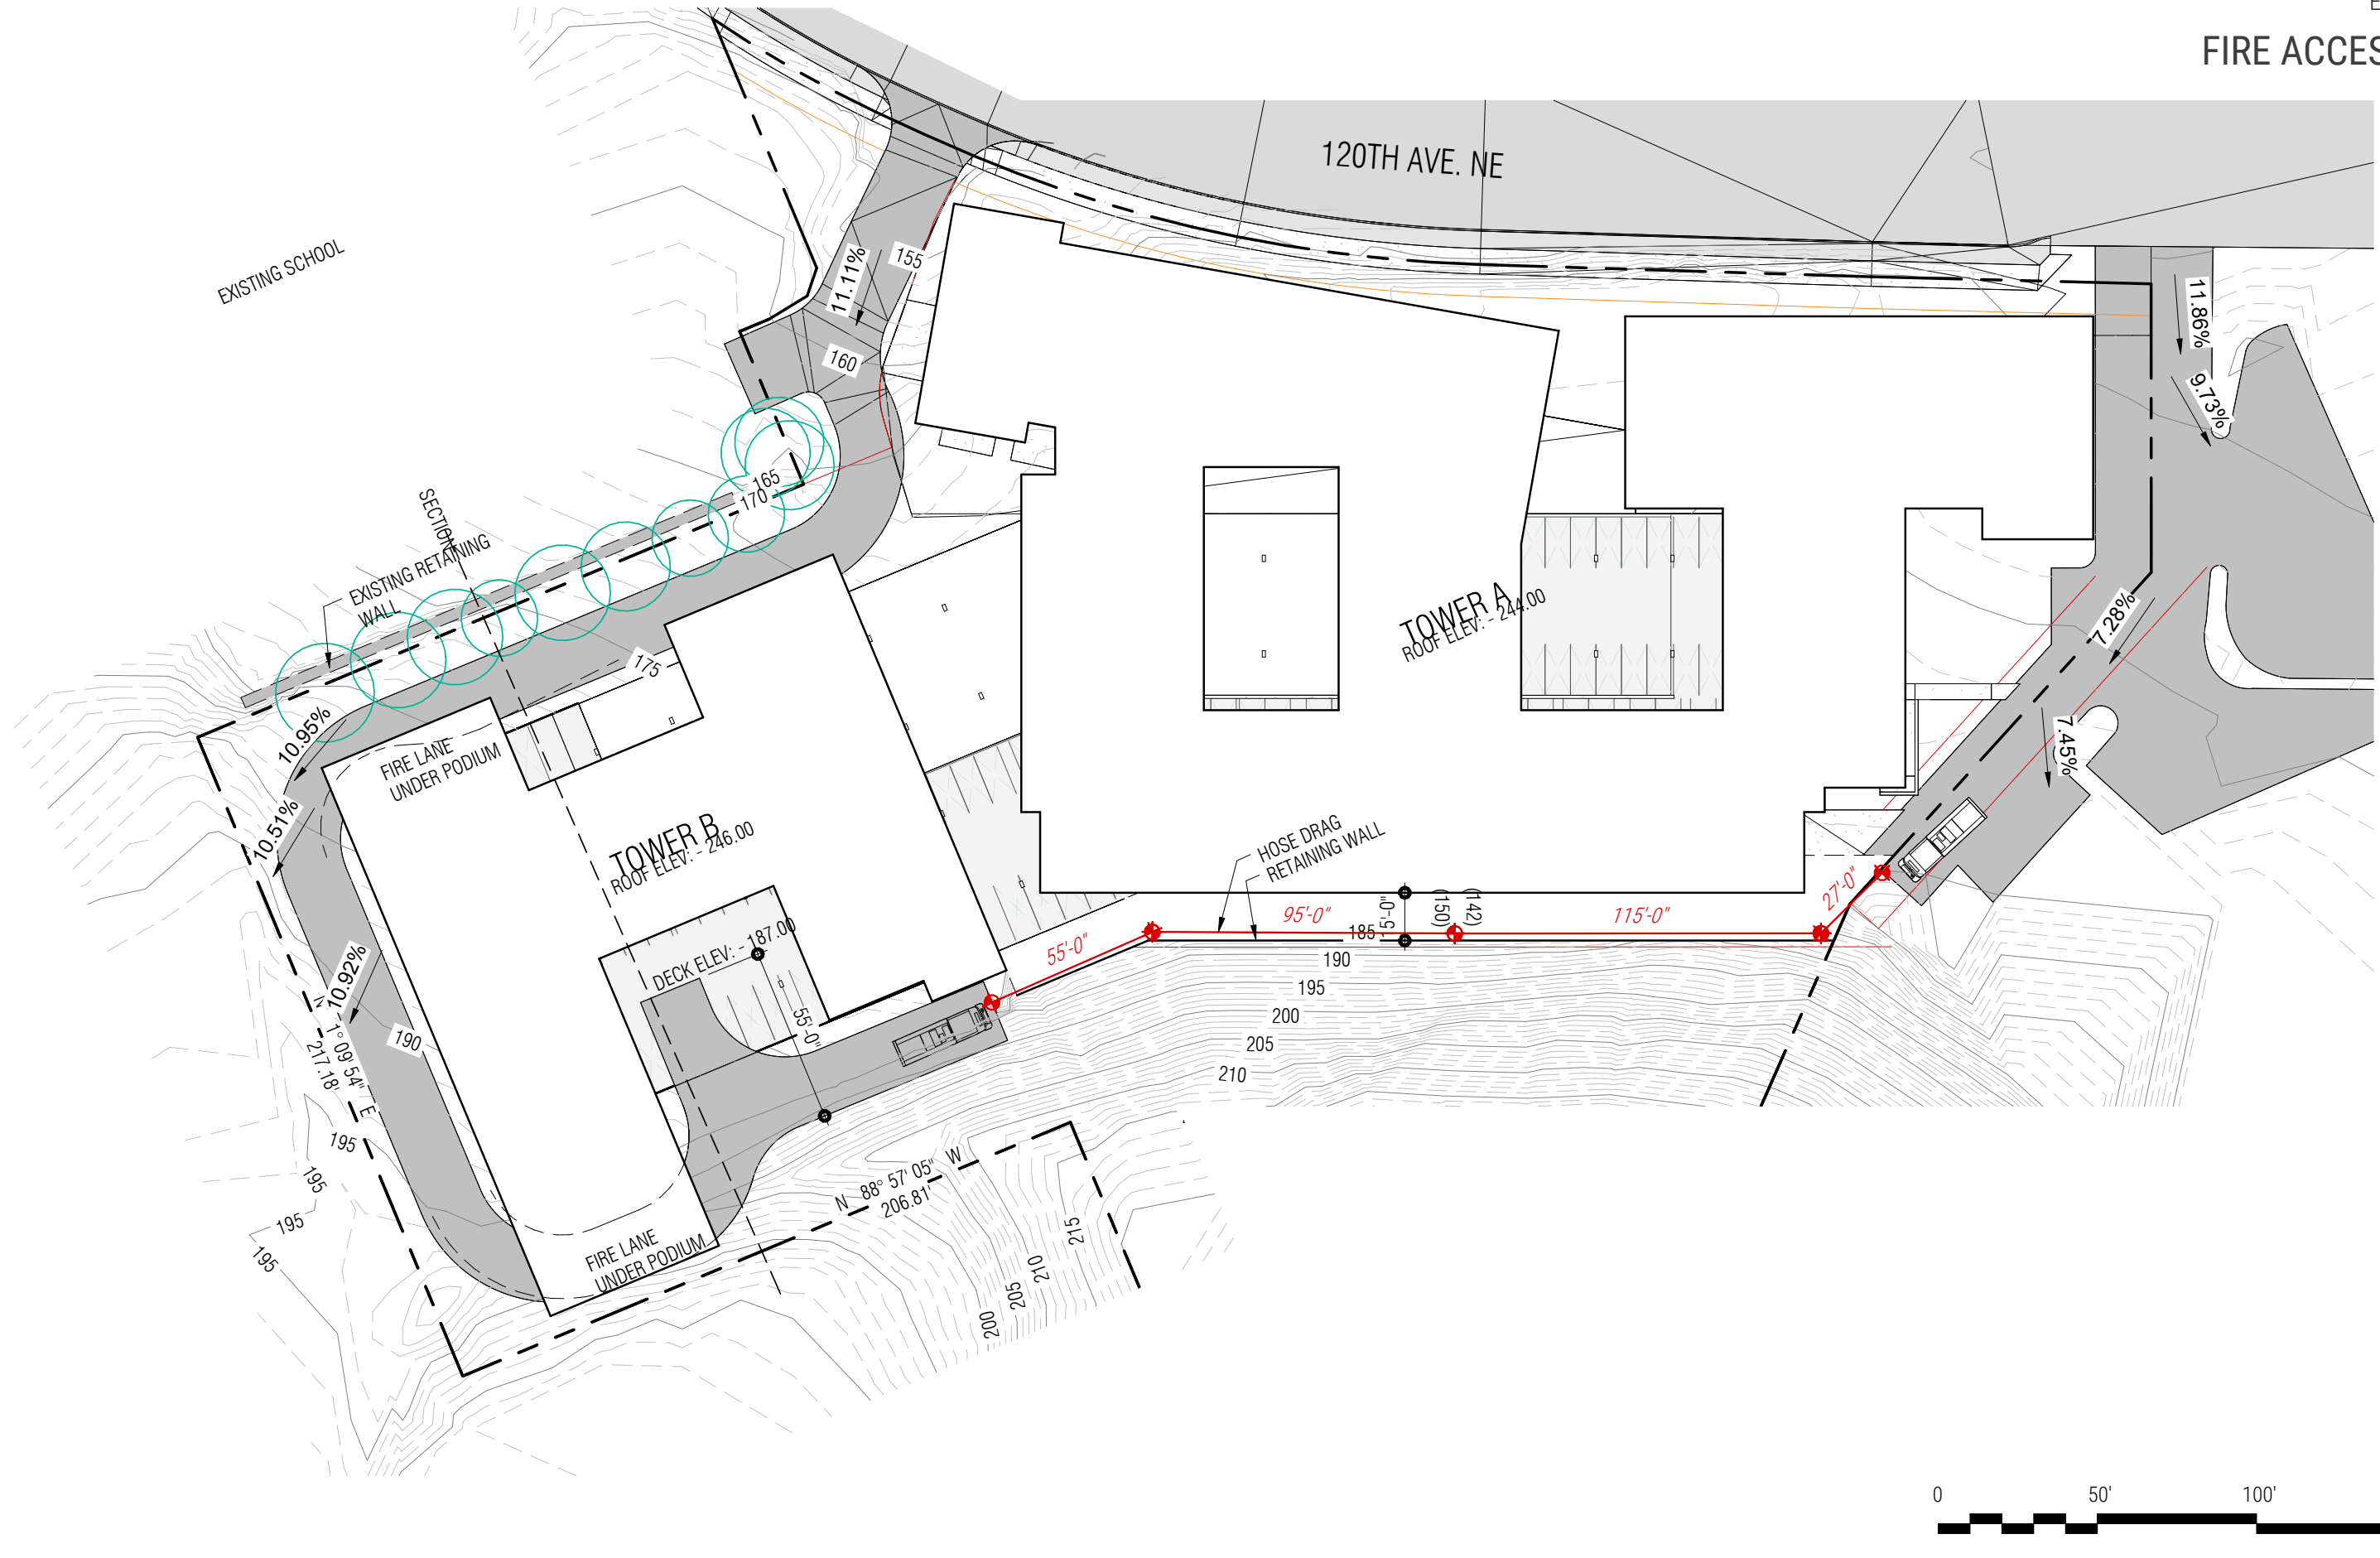 FIRE ACCES
120TH AVE. NE
EXISTING SCHOOL
155
11.11%
160
11.86%
9.73%
165
170
SECTION
EXISTING RETAINING
WALL
175
TOWER A
ROOF ELEV: - 244.00
7.28%
7.45%
10.95%
FIRE LANE
UNDER PODIUM
10.51%
TOWER B
ROOF ELEV: - 246.00
HOSE DRAG
RETAINING WALL
27'-0"
95'-0"
115'-0"
(150)
(142)
185
55'-0"
190
195
200
205
210
DECK ELEV: - 187.00
55'-0"
10.92%
190
1° 09' 54" E
217.18'
195
195
195
195
N 88° 57' 05" W
206.81'
FIRE LANE
UNDER PODIUM
215
210
205
200
0 50' 100'